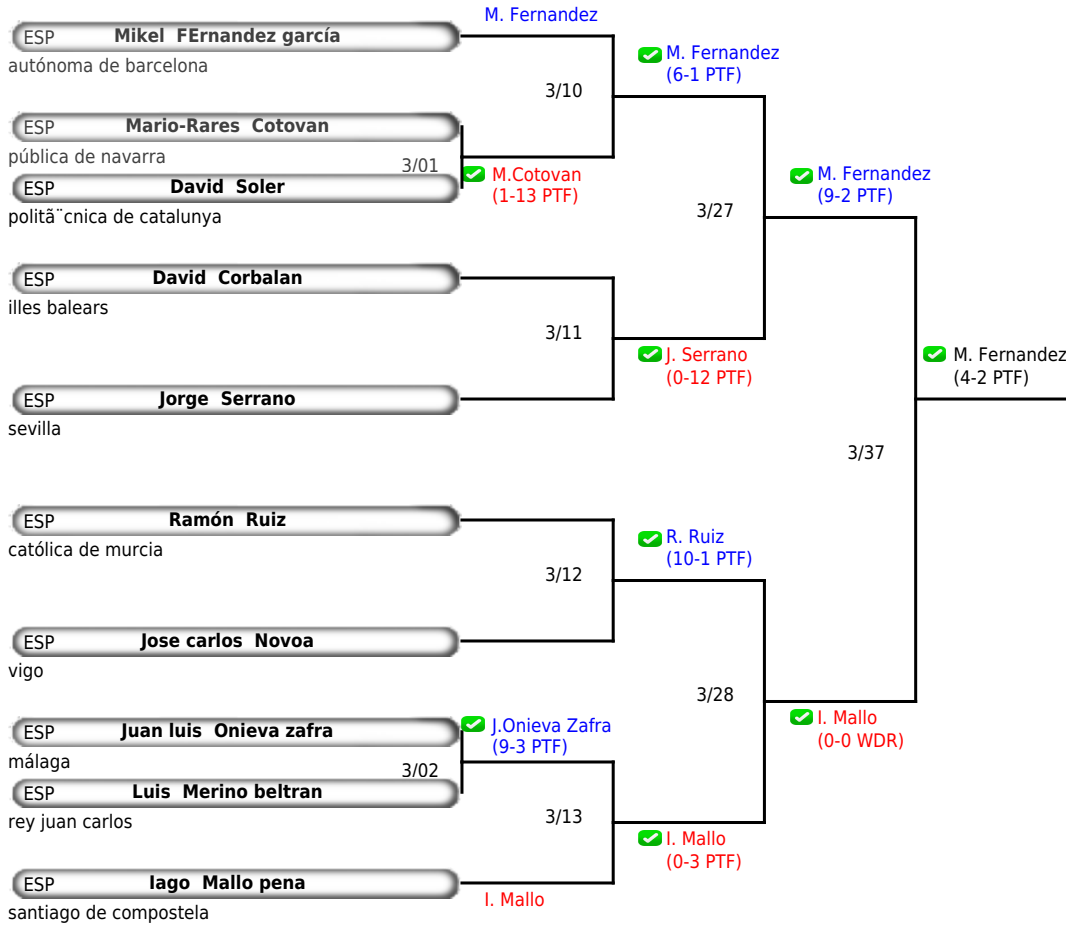 M. Fernandez
ESP Mikel FErnandez garcía
autónoma de barcelona
M. Fernandez
(6-1 PTF)
3/10
ESP Mario-Rares Cotovan
pública de navarra
3/01
M.Cotovan
(1-13 PTF)
ESP David Soler
politã¨cnica de catalunya
M. Fernandez
(9-2 PTF)
3/27
ESP David Corbalan
illes balears
3/11
J. Serrano
(0-12 PTF)
ESP Jorge Serrano
sevilla
M. Fernandez
(4-2 PTF)
3/37
ESP Ramón Ruiz
católica de murcia
R. Ruiz
(10-1 PTF)
3/12
ESP Jose carlos Novoa
vigo
3/28
I. Mallo
(0-0 WDR)
ESP Juan luis Onieva zafra
málaga
J.Onieva Zafra
(9-3 PTF)
3/02
ESP Luis Merino beltran
rey juan carlos
3/13
I. Mallo
(0-3 PTF)
ESP Iago Mallo pena
santiago de compostela
I. Mallo